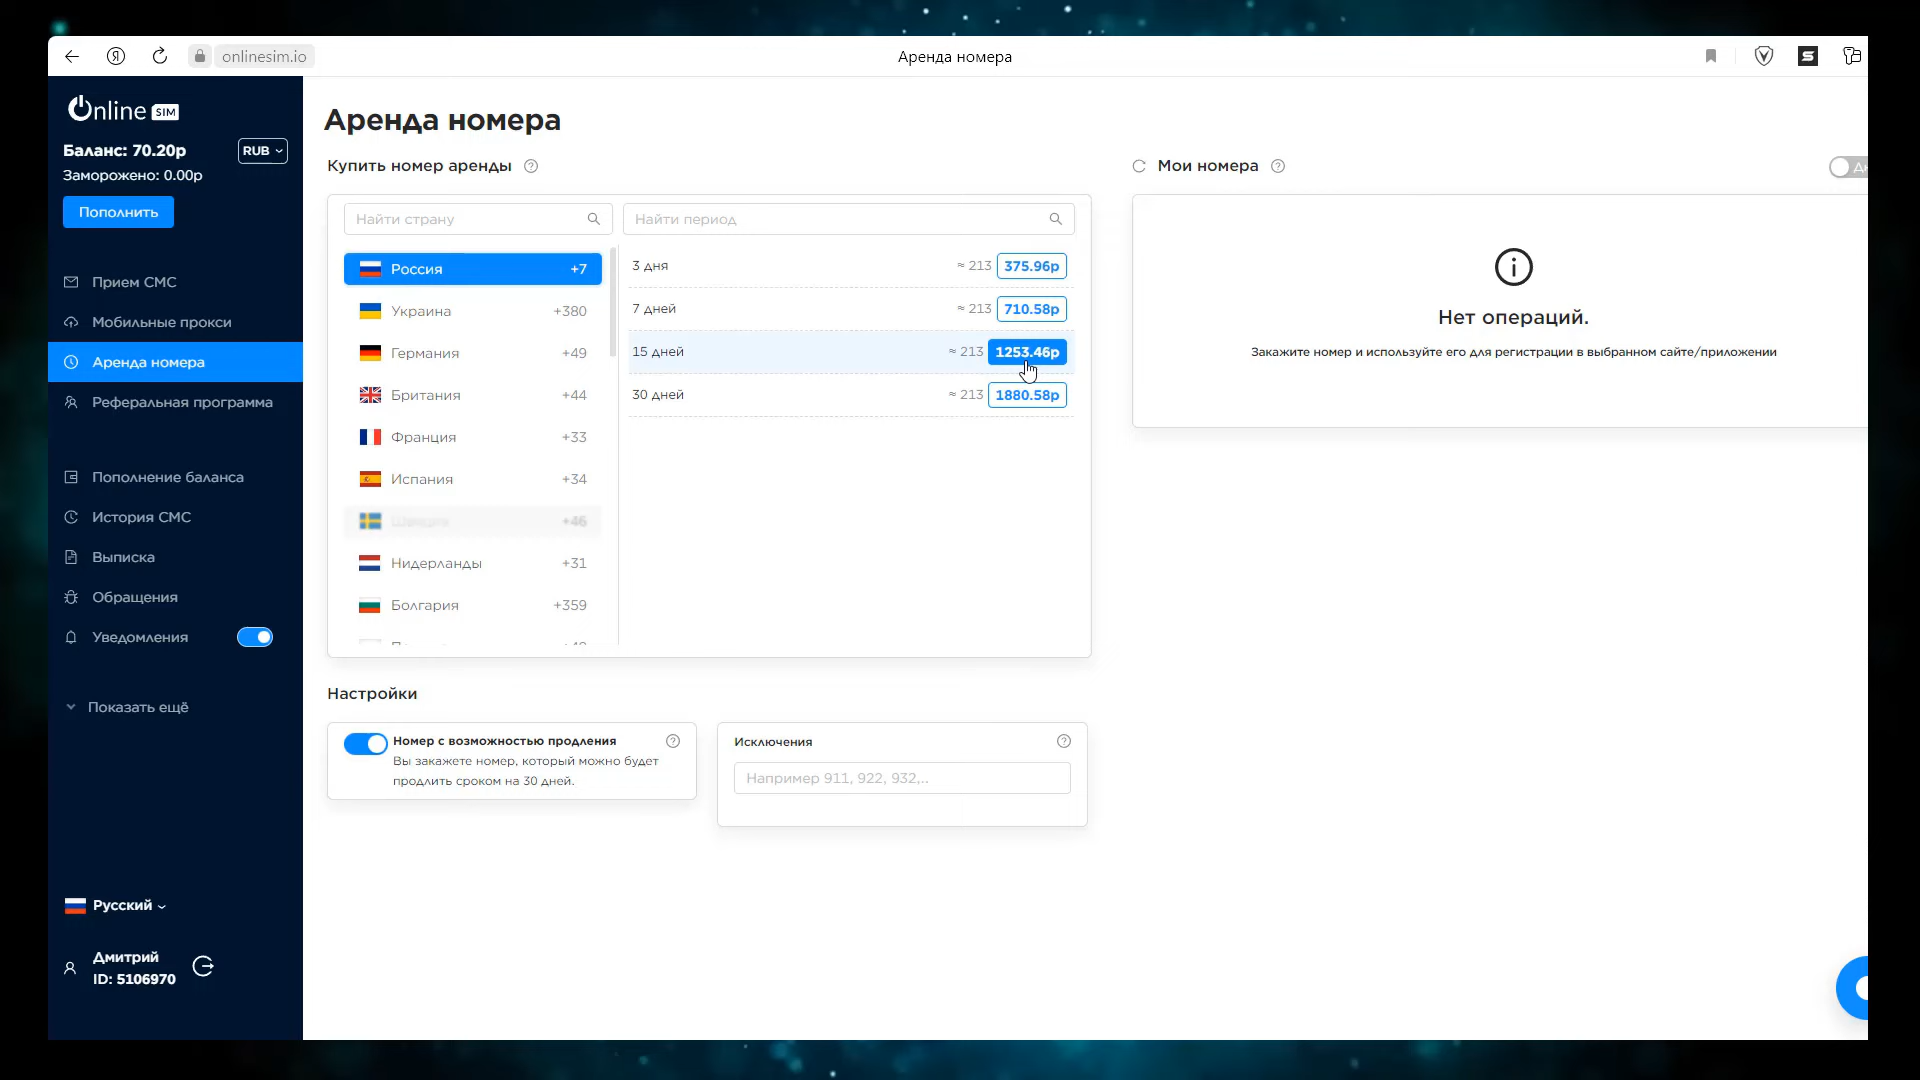 onlinesim.io
Аренда номера
Online SIM
Баланс: 70.20р
RUB
Заморожено: 0.00р
Пополнить
Прием СМС
Мобильные прокси
Аренда номера
Реферальная программа
Пополнение баланса
История СМС
Выписка
Обращения
Уведомления
Показать ещё
Русский
Дмитрий
ID: 5106970
Аренда номера
Купить номер аренды
Найти страну
Найти период
Россия +7
Украина +380
Германия +49
Британия +44
Франция +33
Испания +34
+46
Нидерланды +31
Болгария +359
3 дня ≈ 213 375.96р
7 дней ≈ 213 710.58р
15 дней ≈ 213 1253.46р
30 дней ≈ 213 1880.58р
Мои номера
Нет операций.
Закажите номер и используйте его для регистрации в выбранном сайте/приложении
Настройки
Номер с возможностью продления
Вы закажете номер, который можно будет
продлить сроком на 30 дней.
Исключения
Например 911, 922, 932,..